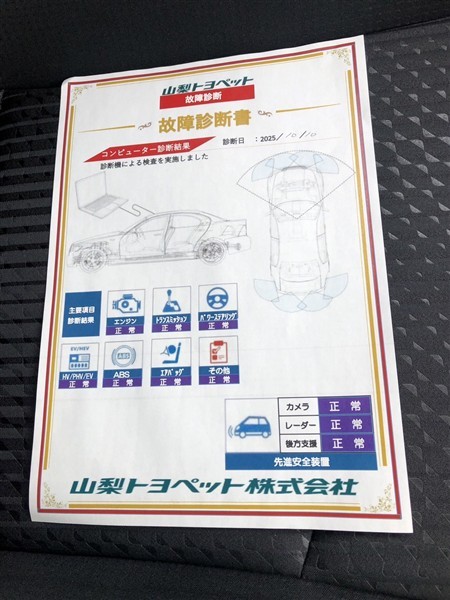 山梨トヨペット
故障診断
故障診断書
コンピューター診断結果
診断日 ：2025/10/10
診断機による検査を実施しました
主要項目
診断結果
エンジン
正 常
トランスミッション
正 常
パワーステアリング
正 常
EV/HEV
HV/PHV/EV
正 常
ABS
ABS
正 常
エアバッグ
正 常
その他
正 常
カメラ 正 常
レーダー 正 常
後方支援 正 常
先進安全装置
山梨トヨペット株式会社